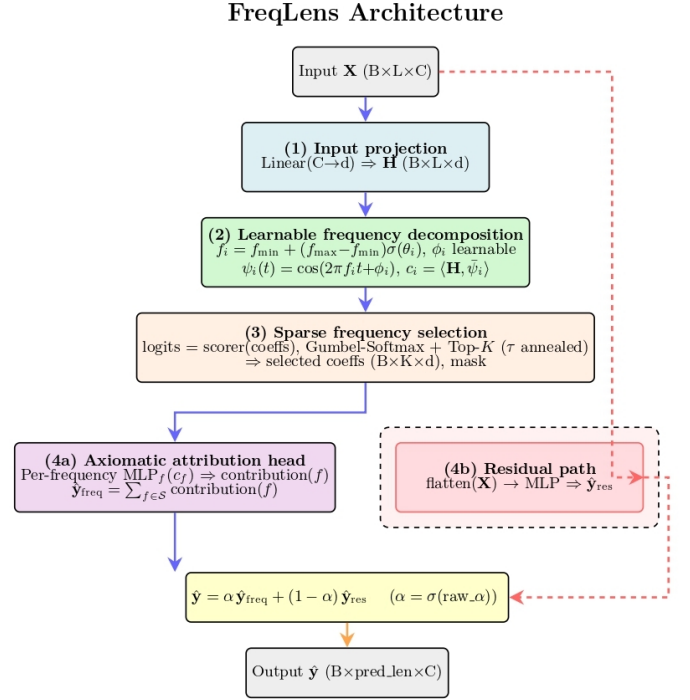 FreqLens Architecture
Input X (B×L×C)
(1) Input projection
Linear(C→d) ⇒ H (B×L×d)
(2) Learnable frequency decomposition
f_i = f_min + (f_max−f_min)σ(θ_i), ϕ_i learnable
ψ_i(t) = cos(2πf_it+ϕ_i), c_i = ⟨H, ψ̄_i⟩
(3) Sparse frequency selection
logits = scorer(coeffs), Gumbel-Softmax + Top-K (τ annealed)
⇒ selected coeffs (B×K×d), mask
(4a) Axiomatic attribution head
Per-frequency MLP_f(c_f) ⇒ contribution(f)
ŷ_freq = ∑_{f∈S} contribution(f)
(4b) Residual path
flatten(X) → MLP ⇒ ŷ_res
ŷ = α ŷ_freq + (1 − α) ŷ_res (α = σ(raw_α))
Output ŷ (B×pred_len×C)